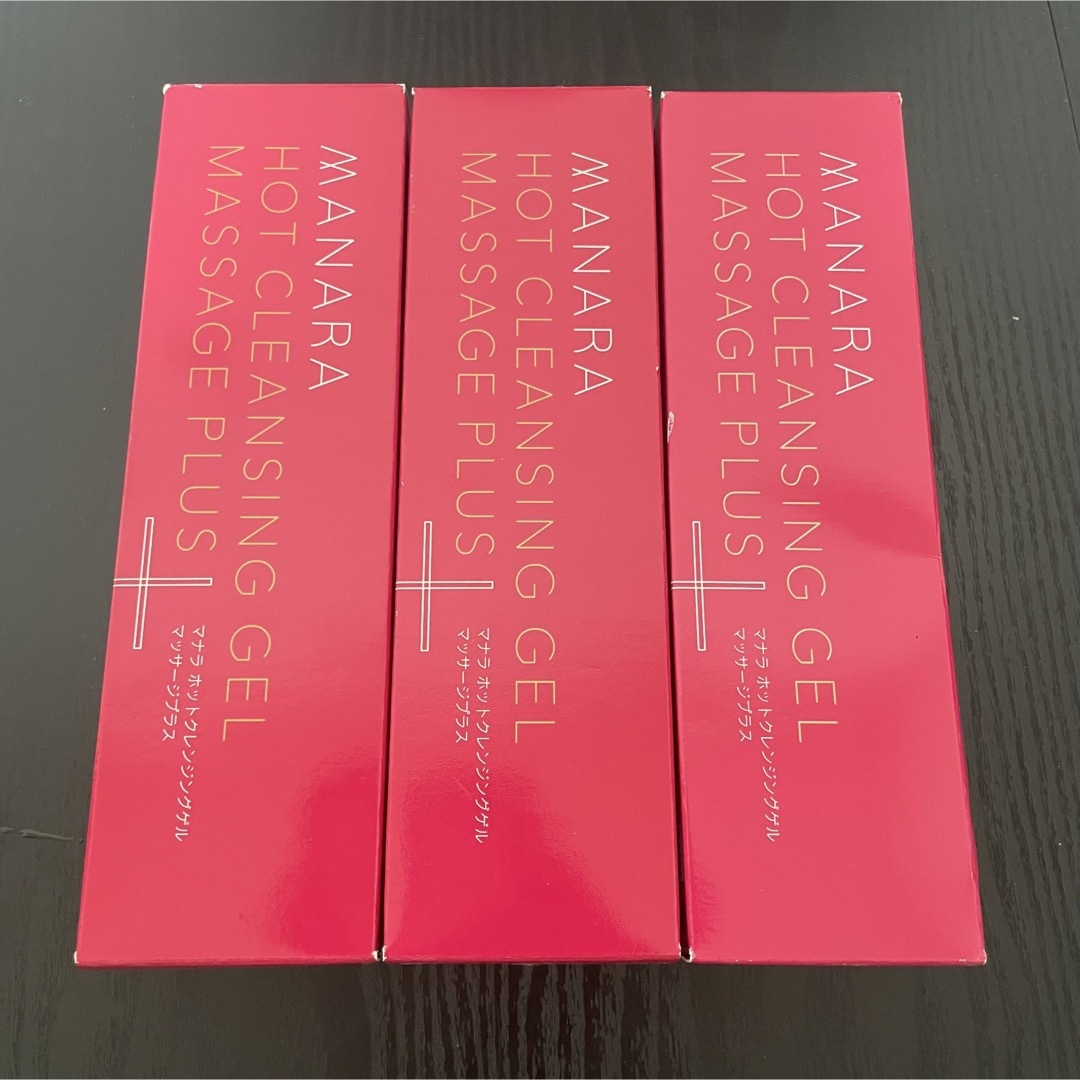 MANARA
HOT CLEANSING GEL
MASSAGE PLUS
マナラ ホットクレンジングゲル
マッサージプラス
MANARA
HOT CLEANSING GEL
MASSAGE PLUS
マナラ ホットクレンジングゲル
マッサージプラス
MANARA
HOT CLEANSING GEL
MASSAGE PLUS
マナラ ホットクレンジングゲル
マッサージプラス